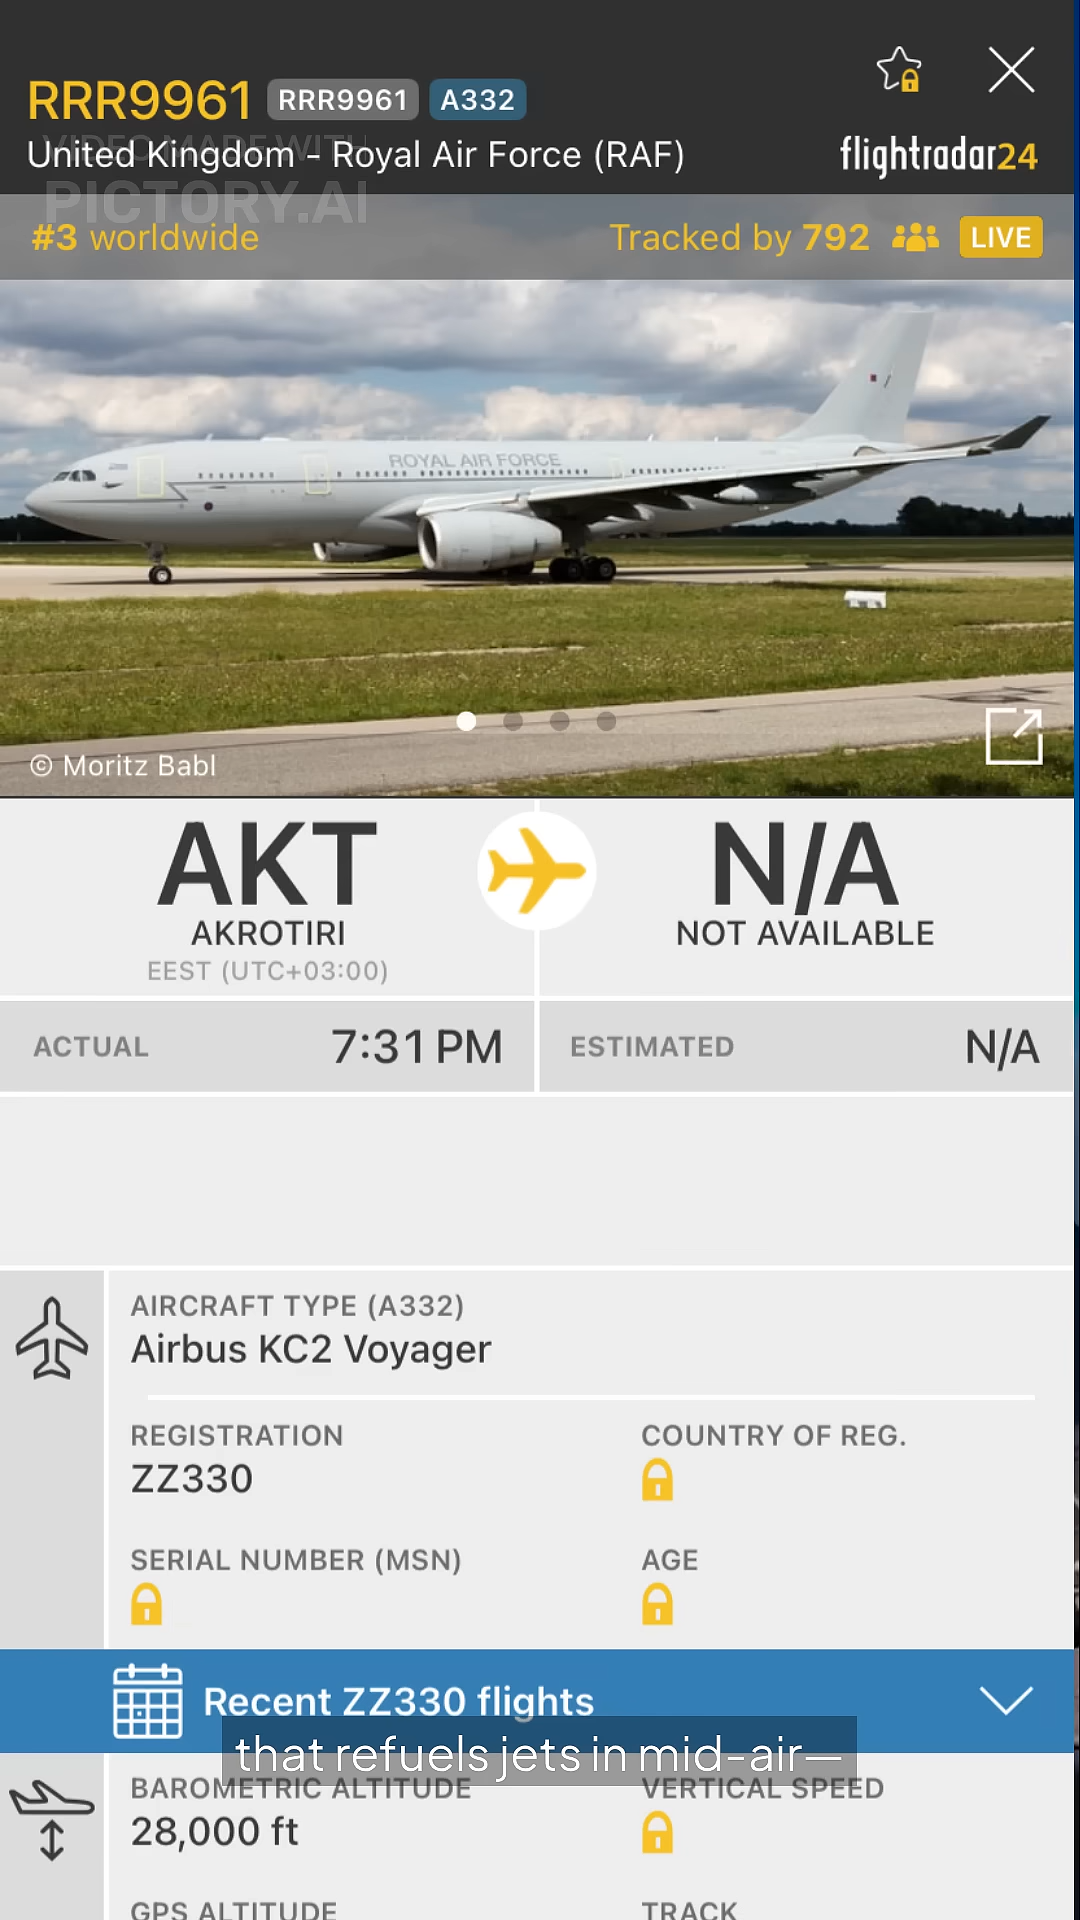 RRR9961 RRR9961 A332
VIDEO MADE WITH
United Kingdom - Royal Air Force (RAF)
flightradar24
PICTORY.AI
#3 worldwide
Tracked by 792 LIVE
ROYAL AIR FORCE
© Moritz Babl
AKT
AKROTIRI
EEST (UTC+03:00)
N/A
NOT AVAILABLE
ACTUAL 7:31 PM
ESTIMATED N/A
AIRCRAFT TYPE (A332)
Airbus KC2 Voyager
REGISTRATION
ZZ330
COUNTRY OF REG.
SERIAL NUMBER (MSN)
AGE
Recent ZZ330 flights
that refuels jets in mid-air—
BAROMETRIC ALTITUDE
28,000 ft
VERTICAL SPEED
GPS ALTITUDE
TRACK